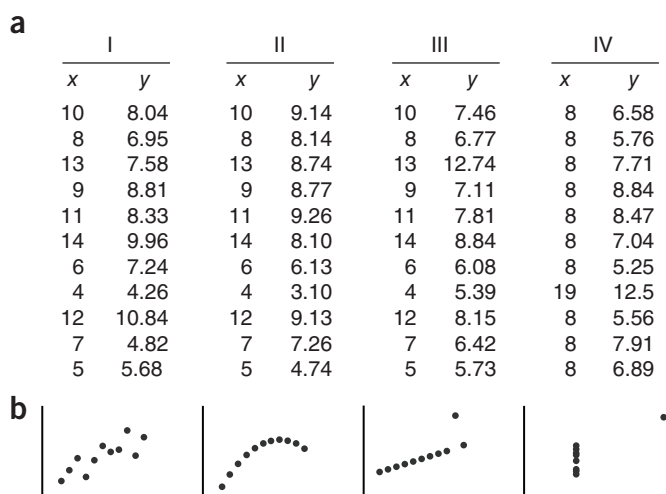 a
I II III IV
x y x y x y x y
10 8.04 10 9.14 10 7.46 8 6.58
8 6.95 8 8.14 8 6.77 8 5.76
13 7.58 13 8.74 13 12.74 8 7.71
9 8.81 9 8.77 9 7.11 8 8.84
11 8.33 11 9.26 11 7.81 8 8.47
14 9.96 14 8.10 14 8.84 8 7.04
6 7.24 6 6.13 6 6.08 8 5.25
4 4.26 4 3.10 4 5.39 19 12.5
12 10.84 12 9.13 12 8.15 8 5.56
7 4.82 7 7.26 7 6.42 8 7.91
5 5.68 5 4.74 5 5.73 8 6.89
b